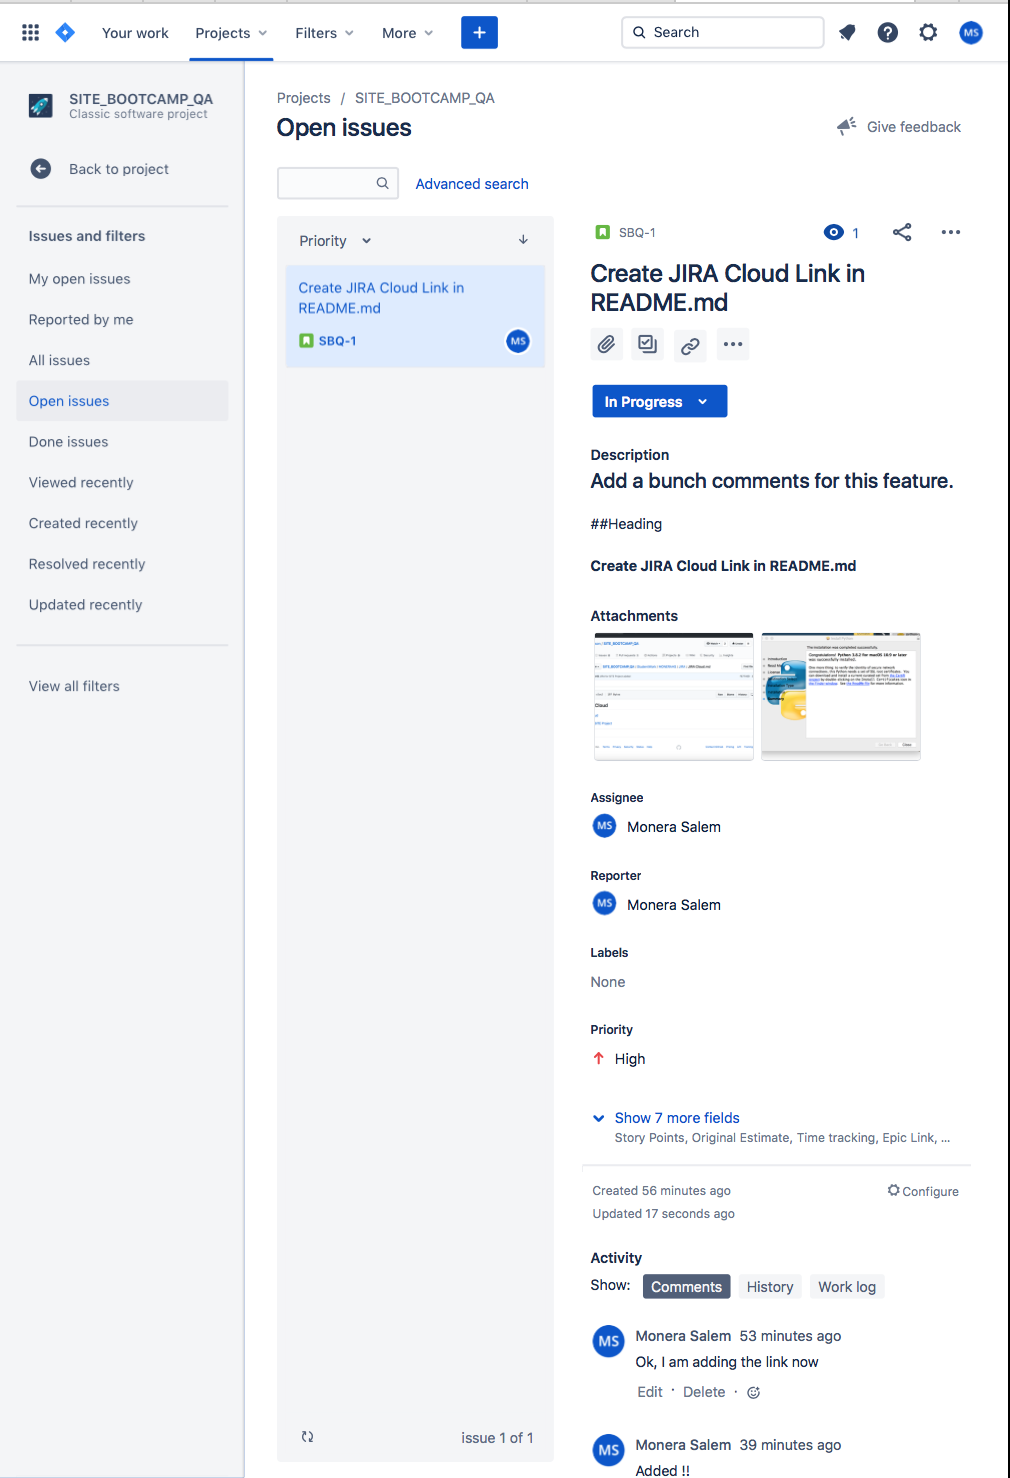 Your work Projects Filters More + Search ? MS
SITE_BOOTCAMP_QA
Classic software project
Back to project
Issues and filters
My open issues
Reported by me
All issues
Open issues
Done issues
Viewed recently
Created recently
Resolved recently
Updated recently
View all filters
Projects / SITE_BOOTCAMP_QA
Open issues
Give feedback
Advanced search
Priority
Create JIRA Cloud Link in
README.md
SBQ-1 MS
issue 1 of 1
SBQ-1 1
Create JIRA Cloud Link in
README.md
In Progress
Description
Add a bunch comments for this feature.
##Heading
Create JIRA Cloud Link in README.md
Attachments
Assignee
MS Monera Salem
Reporter
MS Monera Salem
Labels
None
Priority
High
Show 7 more fields
Story Points, Original Estimate, Time tracking, Epic Link, ...
Created 56 minutes ago Configure
Updated 17 seconds ago
Activity
Show: Comments History Work log
MS Monera Salem 53 minutes ago
Ok, I am adding the link now
Edit · Delete ·
MS Monera Salem 39 minutes ago
Added !!